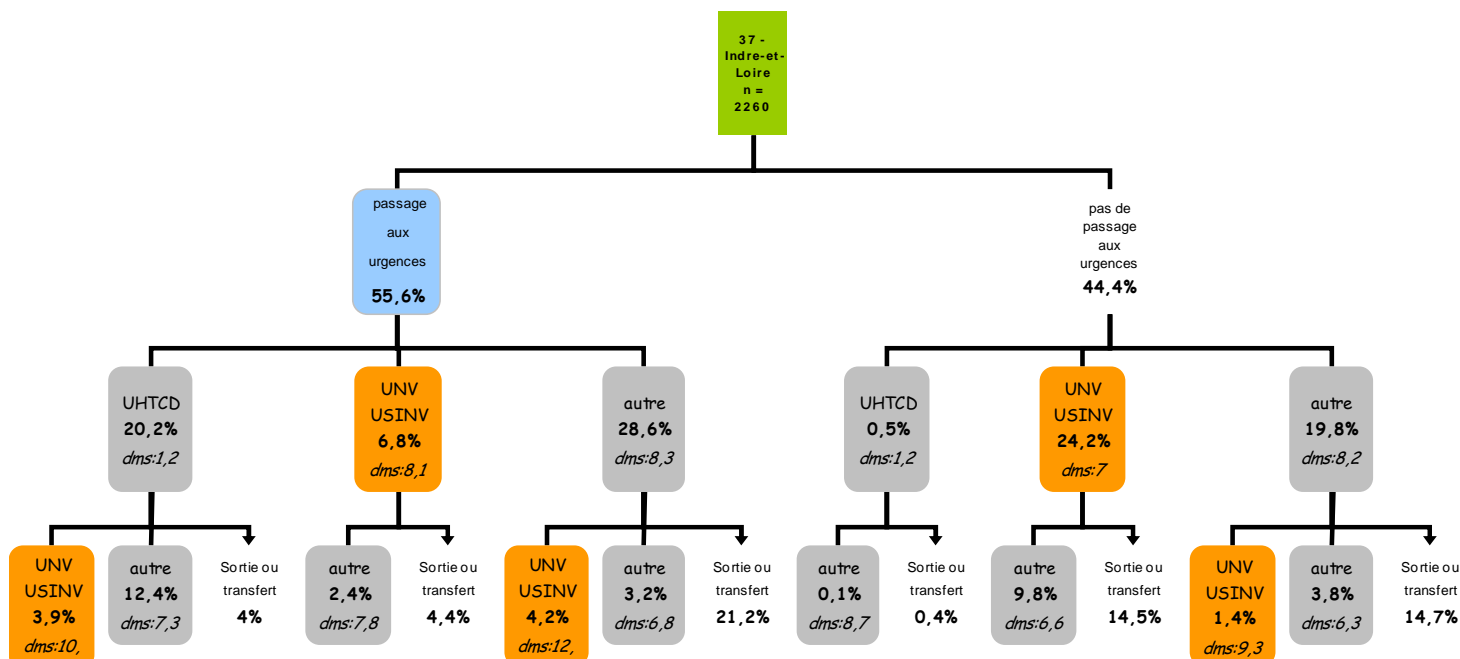 37 -
Indre-et-
Loire
n =
2260
passage
aux
urgences
55,6%
pas de
passage
aux
urgences
44,4%
UHTCD
20,2%
dms:1,2
UNV
USINV
6,8%
dms:8,1
autre
28,6%
dms:8,3
UHTCD
0,5%
dms:1,2
UNV
USINV
24,2%
dms:7
autre
19,8%
dms:8,2
UNV
USINV
3,9%
dms:10,
autre
12,4%
dms:7,3
Sortie ou
transfert
4%
autre
2,4%
dms:7,8
Sortie ou
transfert
4,4%
UNV
USINV
4,2%
dms:12,
autre
3,2%
dms:6,8
Sortie ou
transfert
21,2%
autre
0,1%
dms:8,7
Sortie ou
transfert
0,4%
autre
9,8%
dms:6,6
Sortie ou
transfert
14,5%
UNV
USINV
1,4%
dms:9,3
autre
3,8%
dms:6,3
Sortie ou
transfert
14,7%